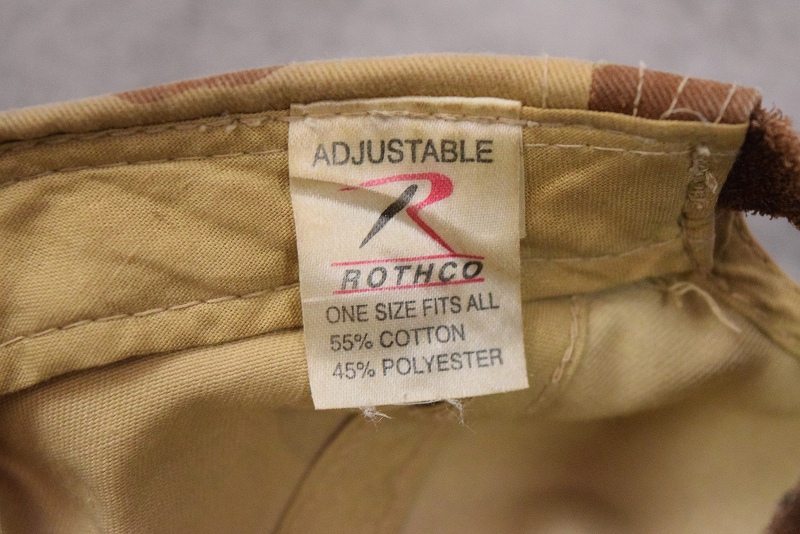 ADJUSTABLE
R
ROTHCO
ONE SIZE FITS ALL
55% COTTON
45% POLYESTER